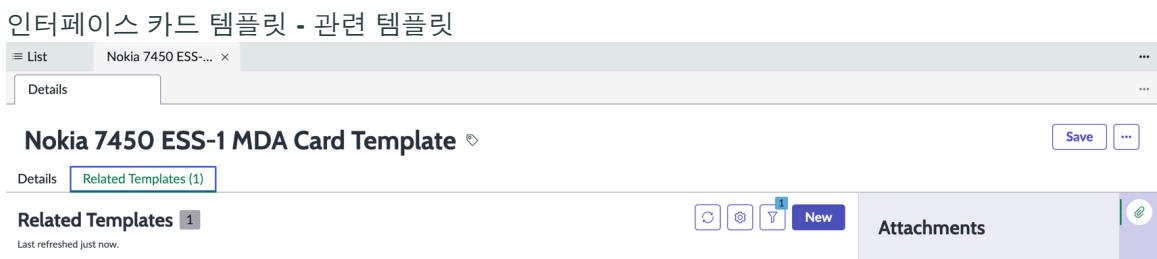 인터페이스 카드 템플릿 - 관련 템플릿
List Nokia 7450 ESS-... ×
Details
Nokia 7450 ESS-1 MDA Card Template
Save
Details Related Templates (1)
Related Templates 1
1
New
Attachments
Last refreshed just now.